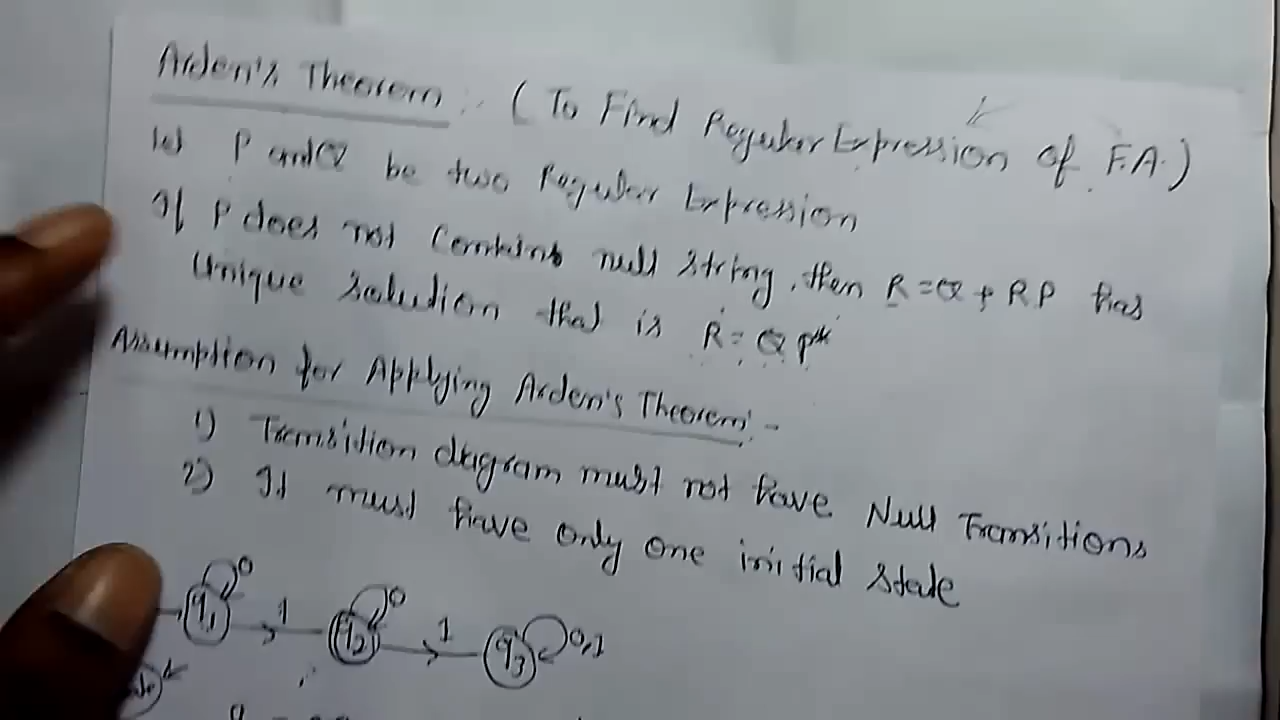 Arden's Theorem :- (To Find Regular Expression of F.A.)
let P and Q be two Regular Expression
If P does not Contains null string, then R = Q + RP has
Unique solution that is R = QP*
Assumption for Applying Arden's Theorem :-
1) Transition diagram must not have Null Transitions
2) It must have only one initial state
0 0
q1 1 q2 1 q3 0,1